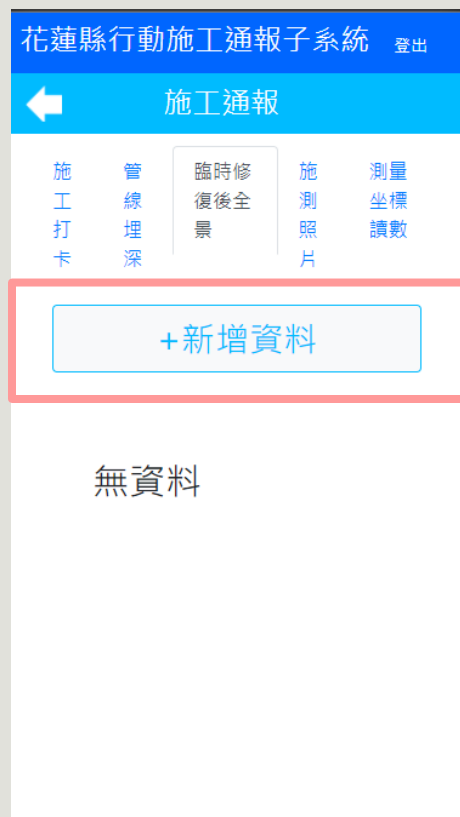 花蓮縣行動施工通報子系統 登出
施工通報
施工打卡
管線埋深
臨時修復後全景
施測照片
測量坐標讀數
+新增資料
無資料